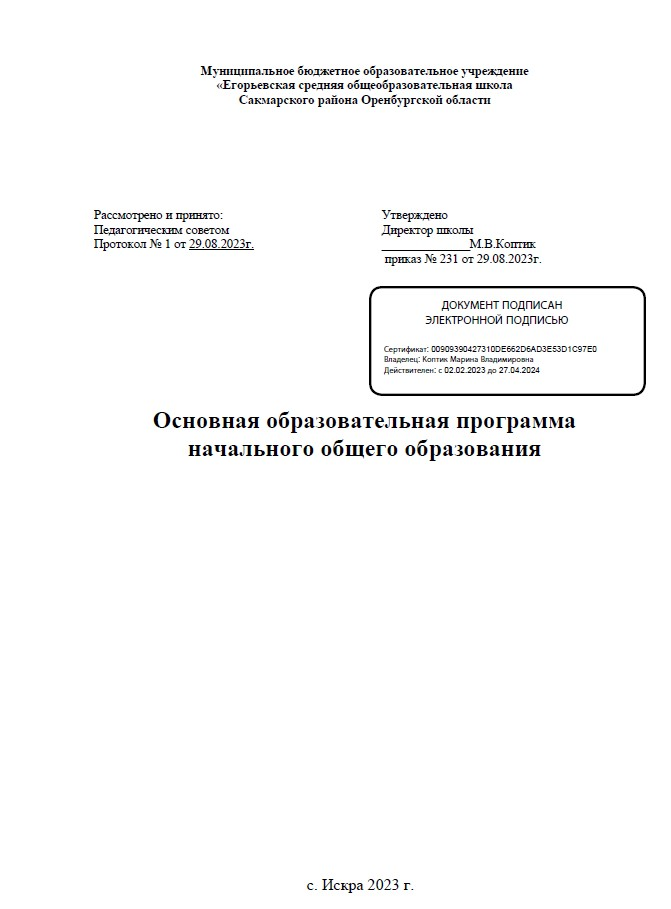 Муниципальное бюджетное образовательное учреждение
«Егорьевская средняя общеобразовательная школа
Сакмарского района Оренбургской области
Рассмотрено и принято:
Педагогическим советом
Протокол № 1 от 29.08.2023г.
Утверждено
Директор школы
_______________М.В.Коптик
приказ № 231 от 29.08.2023г.
ДОКУМЕНТ ПОДПИСАН
ЭЛЕКТРОННОЙ ПОДПИСЬЮ
Сертификат: 00909390427310DE662D6AD3E53D1C97E0
Владелец: Коптик Марина Владимировна
Действителен: с 02.02.2023 до 27.04.2024
Основная образовательная программа
начального общего образования
с. Искра 2023 г.